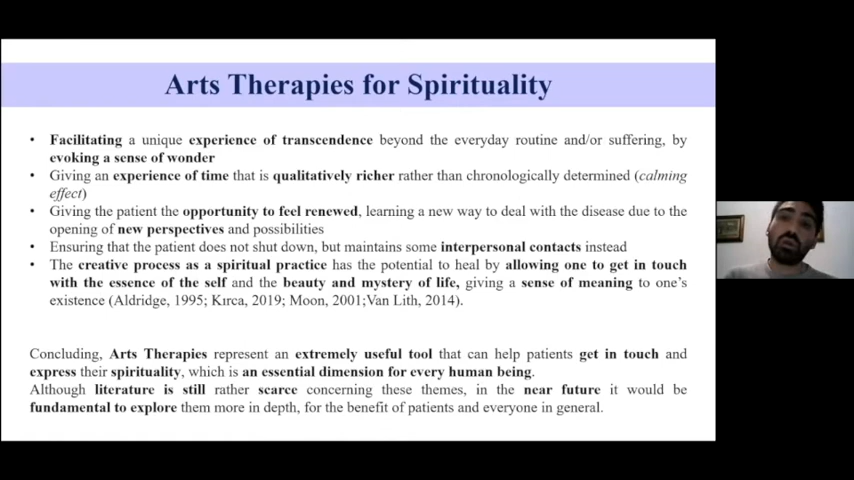 Arts Therapies for Spirituality
• Facilitating a unique experience of transcendence beyond the everyday routine and/or suffering, by
evoking a sense of wonder
• Giving an experience of time that is qualitatively richer rather than chronologically determined (calming
effect)
• Giving the patient the opportunity to feel renewed, learning a new way to deal with the disease due to the
opening of new perspectives and possibilities
• Ensuring that the patient does not shut down, but maintains some interpersonal contacts instead
• The creative process as a spiritual practice has the potential to heal by allowing one to get in touch
with the essence of the self and the beauty and mystery of life, giving a sense of meaning to one's
existence (Aldridge, 1995; Kırca, 2019; Moon, 2001;Van Lith, 2014).
Concluding, Arts Therapies represent an extremely useful tool that can help patients get in touch and
express their spirituality, which is an essential dimension for every human being.
Although literature is still rather scarce concerning these themes, in the near future it would be
fundamental to explore them more in depth, for the benefit of patients and everyone in general.